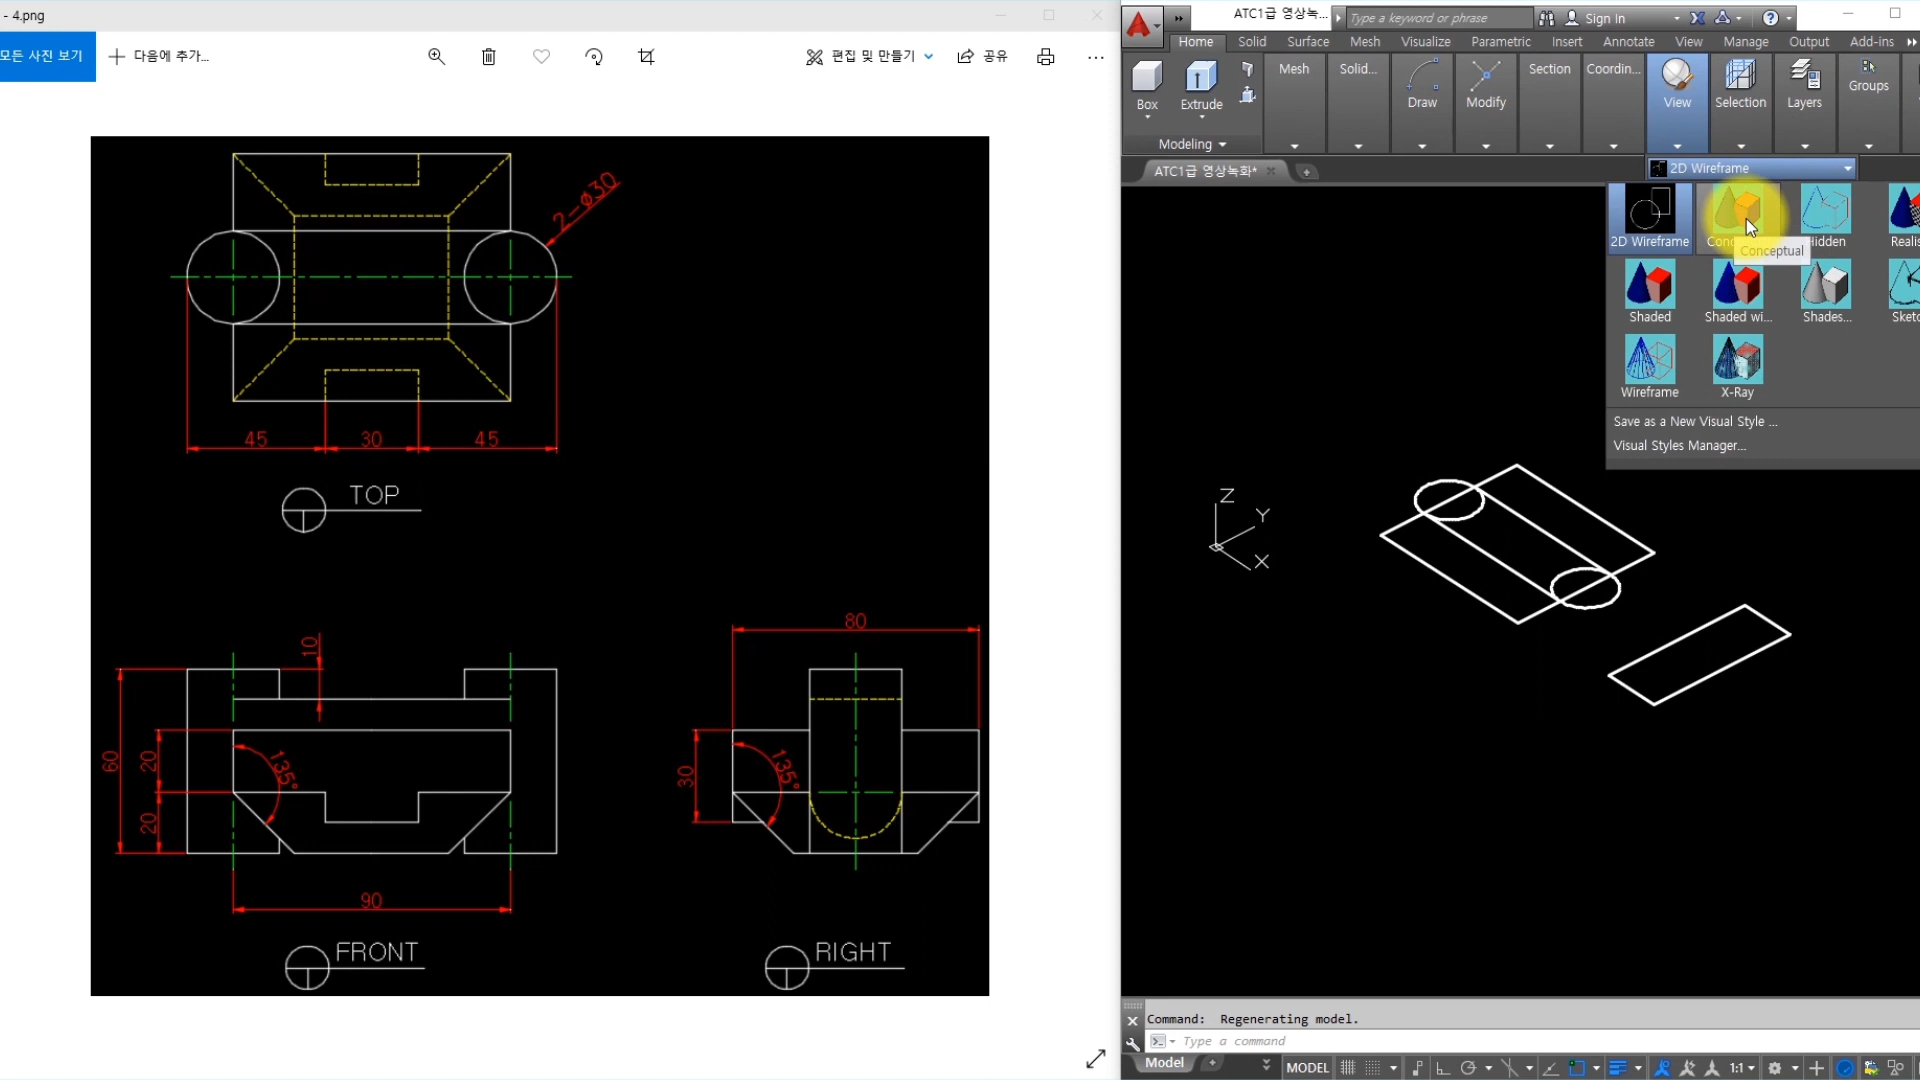 - 4.png
모든 사진 보기
다음에 추가...
편집 및 만들기
공유
2-ø30
45
30
45
TOP
10
60
20
20
135°
90
FRONT
80
30
135°
RIGHT
ATC1급 영상녹...
Type a keyword or phrase
Sign In
Home
Solid
Surface
Mesh
Visualize
Parametric
Insert
Annotate
View
Manage
Output
Add-ins
Box
Extrude
Mesh
Solid...
Draw
Modify
Section
Coordin...
View
Selection
Layers
Groups
Modeling
ATC1급 영상녹화*
2D Wireframe
2D Wireframe
Conceptual
Shaded
Shaded wi...
Shades...
Wireframe
X-Ray
Save as a New Visual Style ...
Visual Styles Manager...
Z
Y
X
Command:  Regenerating model.
Type a command
Model
MODEL
1:1